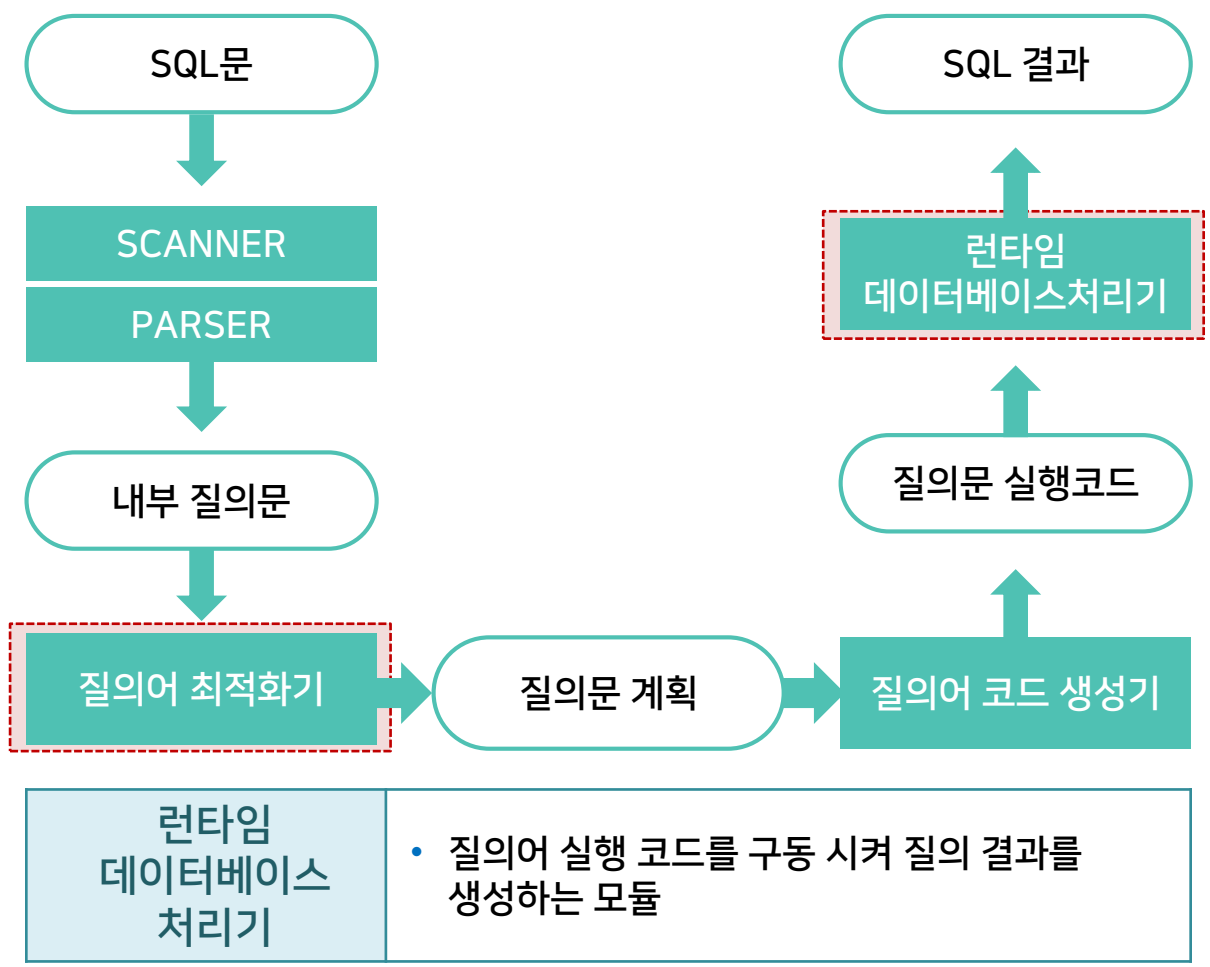 SQL문
SCANNER
PARSER
내부 질의문
질의어 최적화기
질의문 계획
질의어 코드 생성기
질의문 실행코드
런타임
데이터베이스처리기
SQL 결과
런타임
데이터베이스
처리기
• 질의어 실행 코드를 구동 시켜 질의 결과를
생성하는 모듈